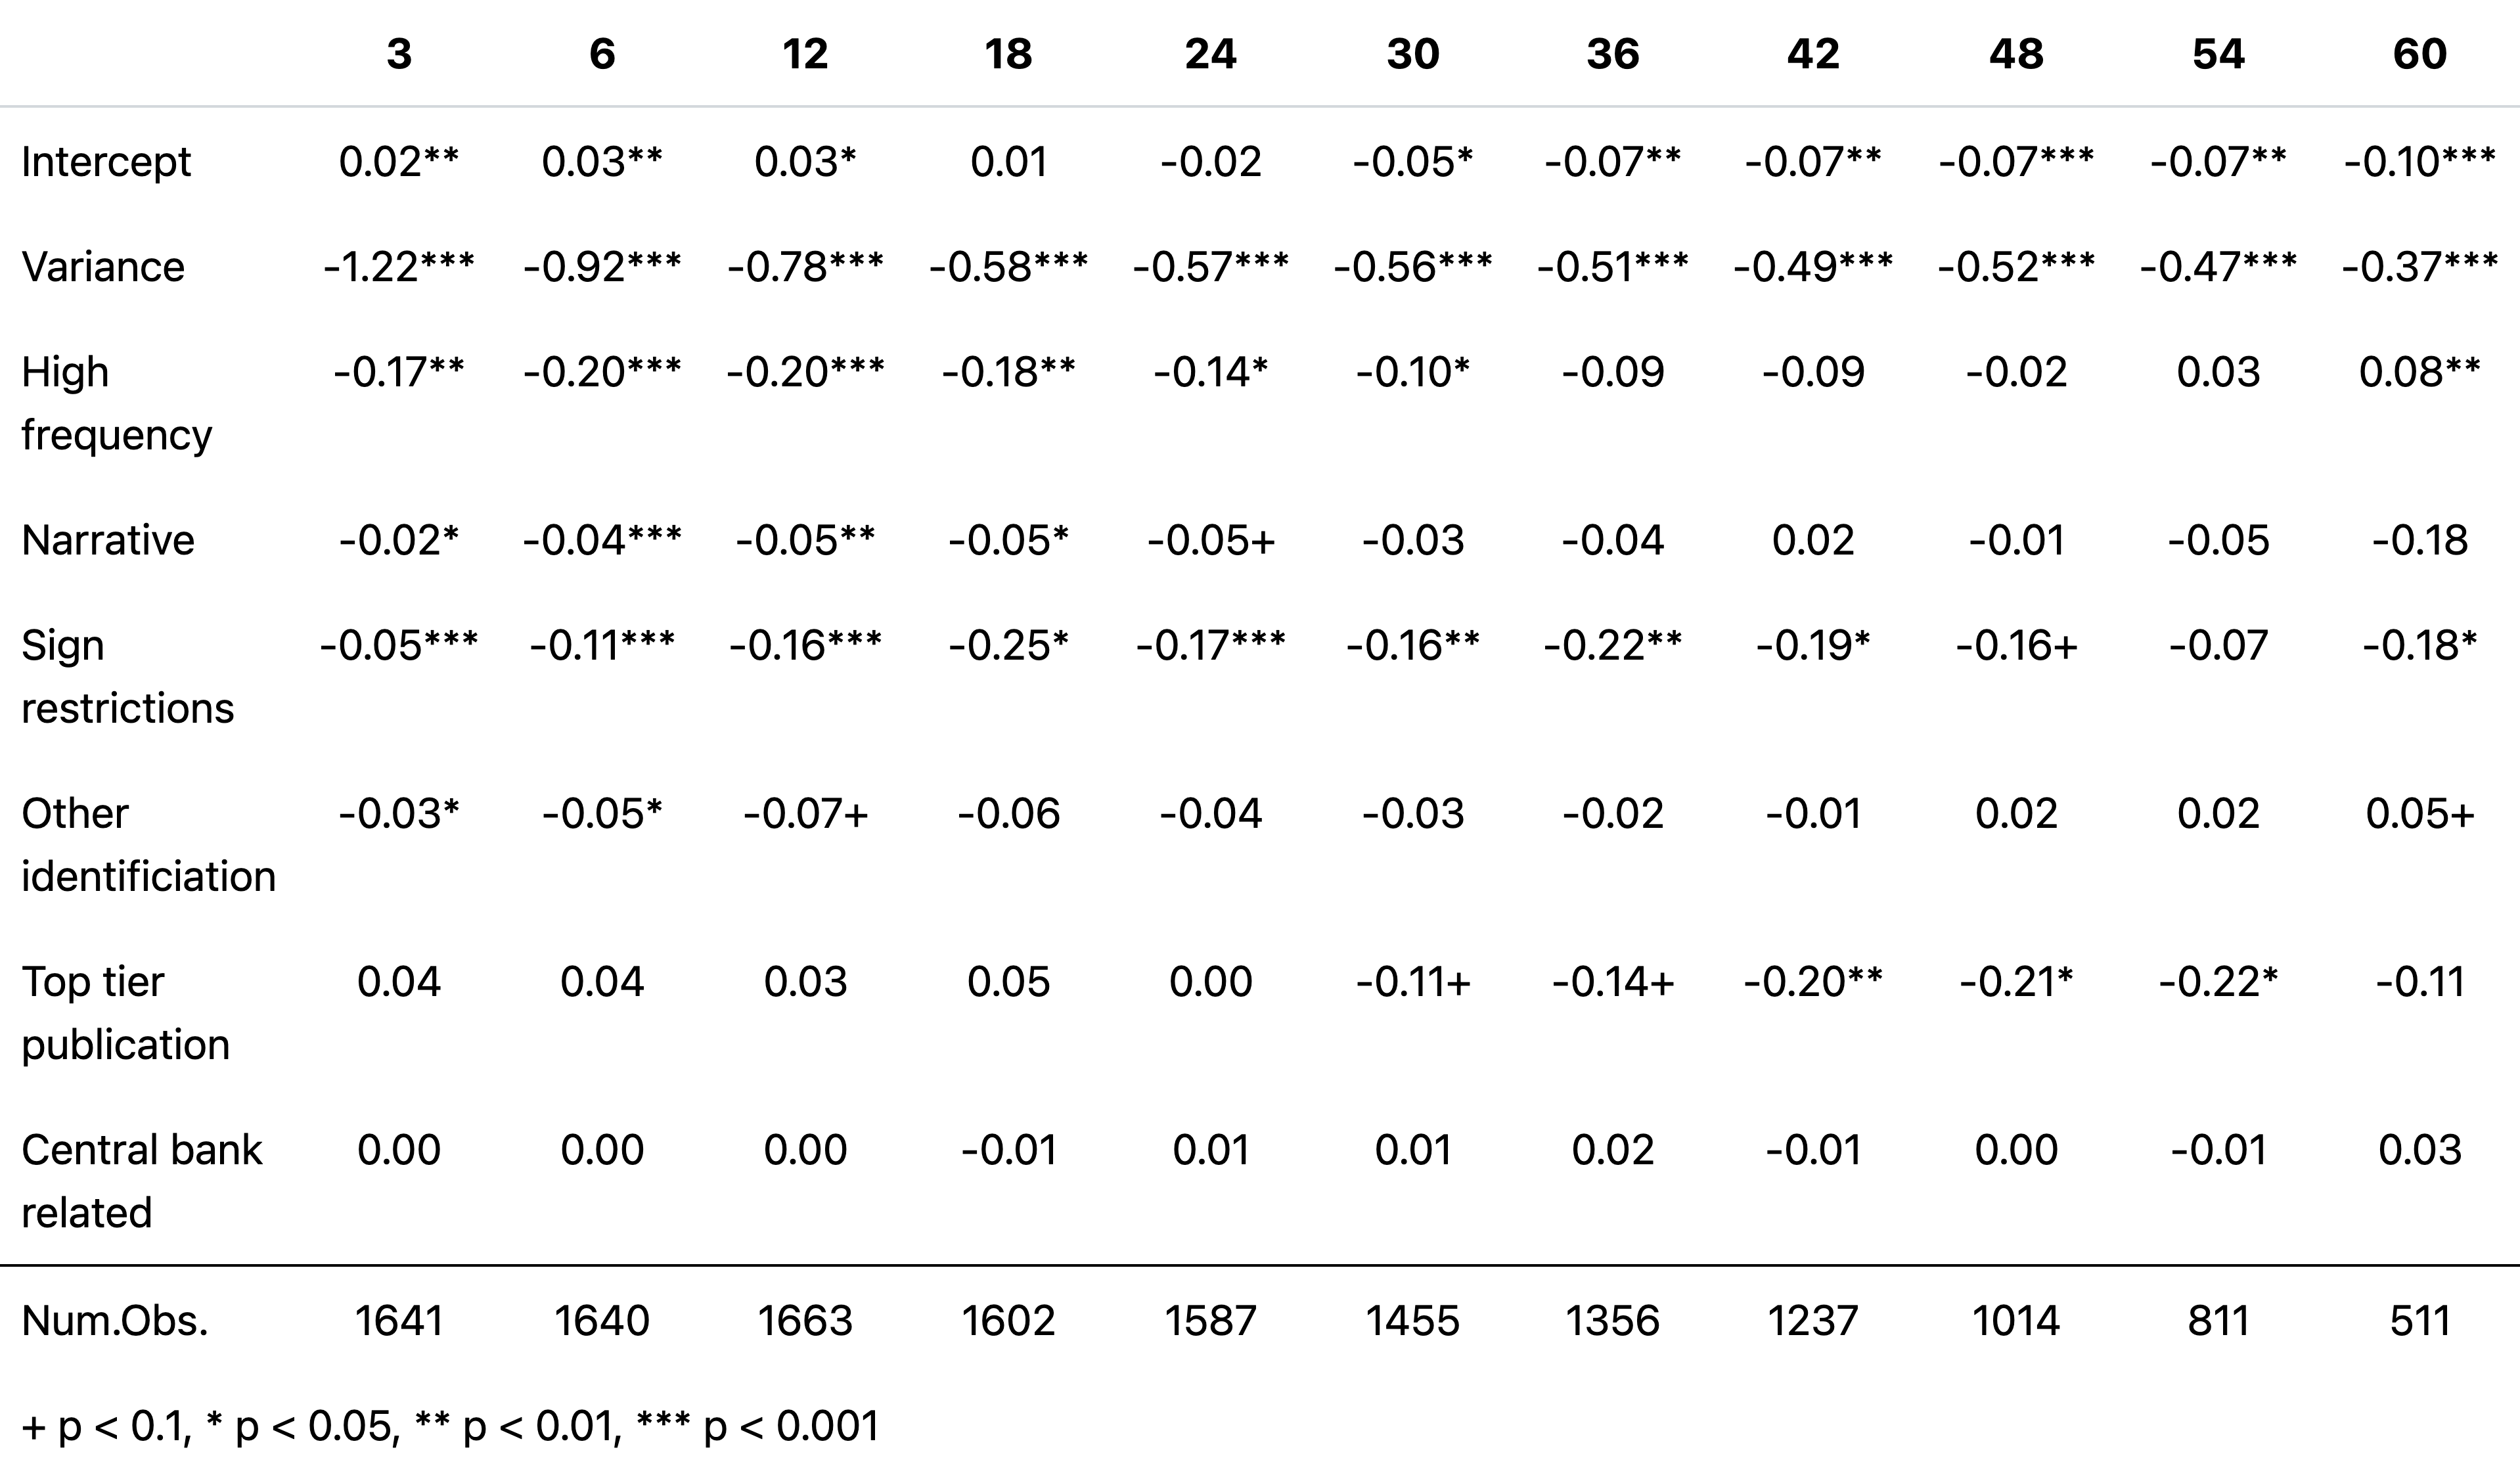 3 6 12 18 24 30 36 42 48 54 60
Intercept 0.02** 0.03** 0.03* 0.01 -0.02 -0.05* -0.07** -0.07** -0.07*** -0.07** -0.10***
Variance -1.22*** -0.92*** -0.78*** -0.58*** -0.57*** -0.56*** -0.51*** -0.49*** -0.52*** -0.47*** -0.37***
High -0.17** -0.20*** -0.20*** -0.18** -0.14* -0.10* -0.09 -0.09 -0.02 0.03 0.08**
frequency
Narrative -0.02* -0.04*** -0.05** -0.05* -0.05+ -0.03 -0.04 0.02 -0.01 -0.05 -0.18
Sign -0.05*** -0.11*** -0.16*** -0.25* -0.17*** -0.16** -0.22** -0.19* -0.16+ -0.07 -0.18*
restrictions
Other -0.03* -0.05* -0.07+ -0.06 -0.04 -0.03 -0.02 -0.01 0.02 0.02 0.05+
identificiation
Top tier 0.04 0.04 0.03 0.05 0.00 -0.11+ -0.14+ -0.20** -0.21* -0.22* -0.11
publication
Central bank 0.00 0.00 0.00 -0.01 0.01 0.01 0.02 -0.01 0.00 -0.01 0.03
related
Num.Obs. 1641 1640 1663 1602 1587 1455 1356 1237 1014 811 511
+ p < 0.1, * p < 0.05, ** p < 0.01, *** p < 0.001